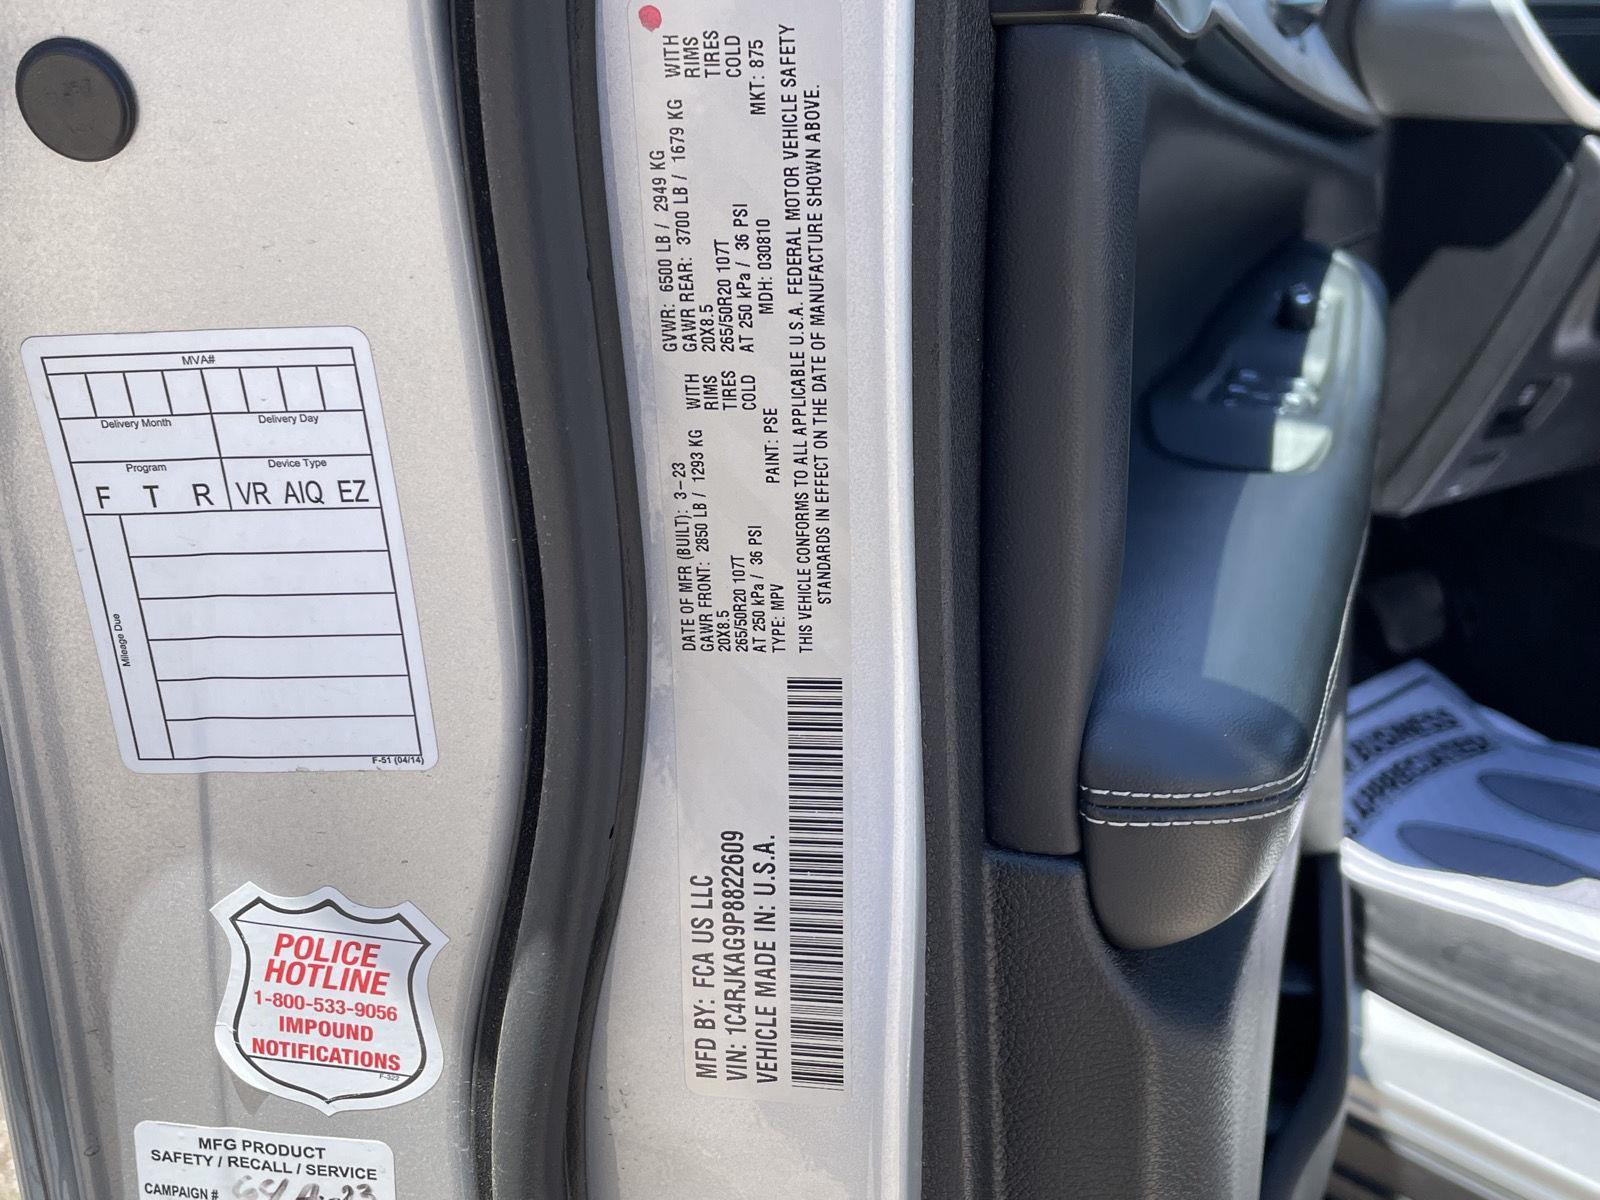 MVA#
Delivery Month
Delivery Day
Program
Device Type
F T R VR AIQ EZ
Mileage Due
F-51 (04/14)
POLICE
HOTLINE
1-800-533-9056
IMPOUND
NOTIFICATIONS
F-322
MFG PRODUCT
SAFETY / RECALL / SERVICE
CAMPAIGN #
MFD BY: FCA US LLC
VIN: 1C4RJKAG9P8822609
VEHICLE MADE IN: U.S.A.
DATE OF MFR (BUILT): 3-23 GVWR: 6500 LB / 2949 KG
GAWR FRONT: 2850 LB / 1293 KG WITH GAWR REAR: 3700 LB / 1679 KG WITH
20X8.5 RIMS 20X8.5 RIMS
265/50R20 107T TIRES 265/50R20 107T TIRES
AT 250 kPa / 36 PSI COLD AT 250 kPa / 36 PSI COLD
TYPE: MPV PAINT: PSE MDH: 030810 MKT: 875
THIS VEHICLE CONFORMS TO ALL APPLICABLE U.S.A. FEDERAL MOTOR VEHICLE SAFETY
STANDARDS IN EFFECT ON THE DATE OF MANUFACTURE SHOWN ABOVE.
BUSINESS
APPRECIATED